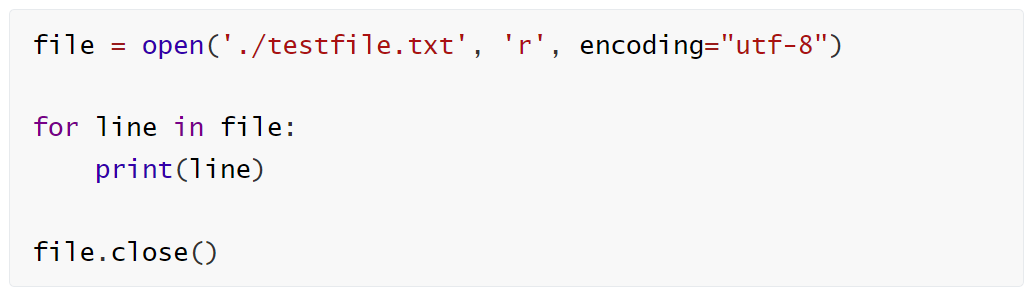 file = open('./testfile.txt', 'r', encoding="utf-8")
for line in file:
    print(line)
file.close()